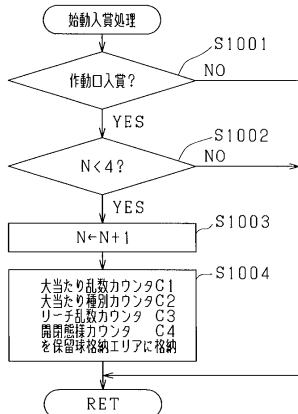 始動入賞処理
S1001
作動口入賞?
NO
YES
S1002
N<4?
NO
YES
S1003
N←N+1
S1004
大当たり乱数カウンタC1
大当たり種別カウンタC2
リーチ乱数カウンタ C3
開閉態様カウンタ C4
を保留球格納エリアに格納
RET